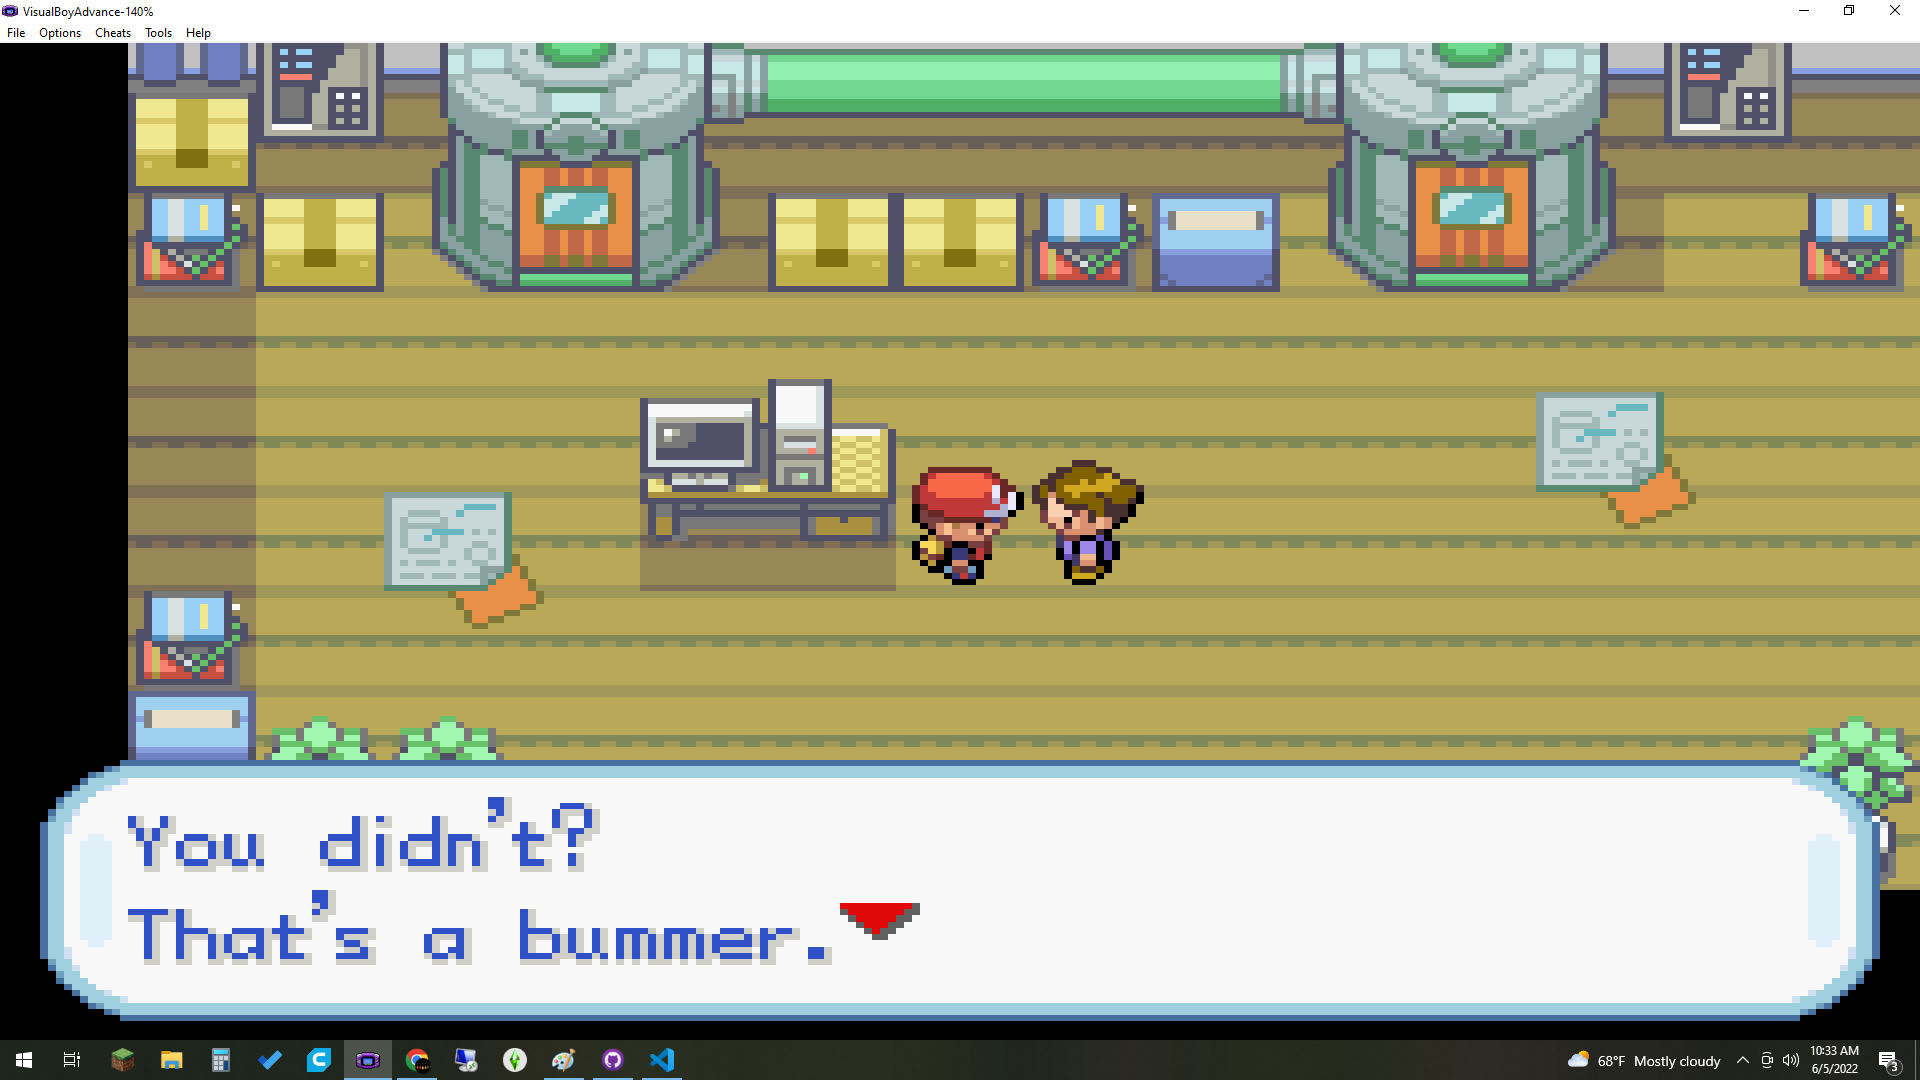 VisualBoyAdvance-140%
File Options Cheats Tools Help
You didn't?
That's a bummer.
68°F Mostly cloudy
10:33 AM
6/5/2022
3